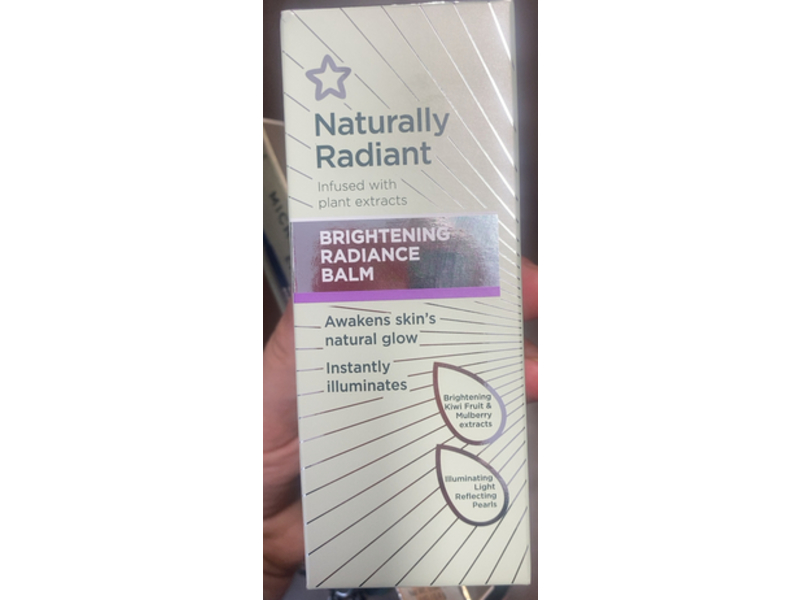 Naturally
Radiant
Infused with
plant extracts
BRIGHTENING
RADIANCE
BALM
Awakens skin's
natural glow
Instantly
illuminates
Brightening
Kiwi Fruit &
Mulberry
extracts
Illuminating
Light
Reflecting
Pearls